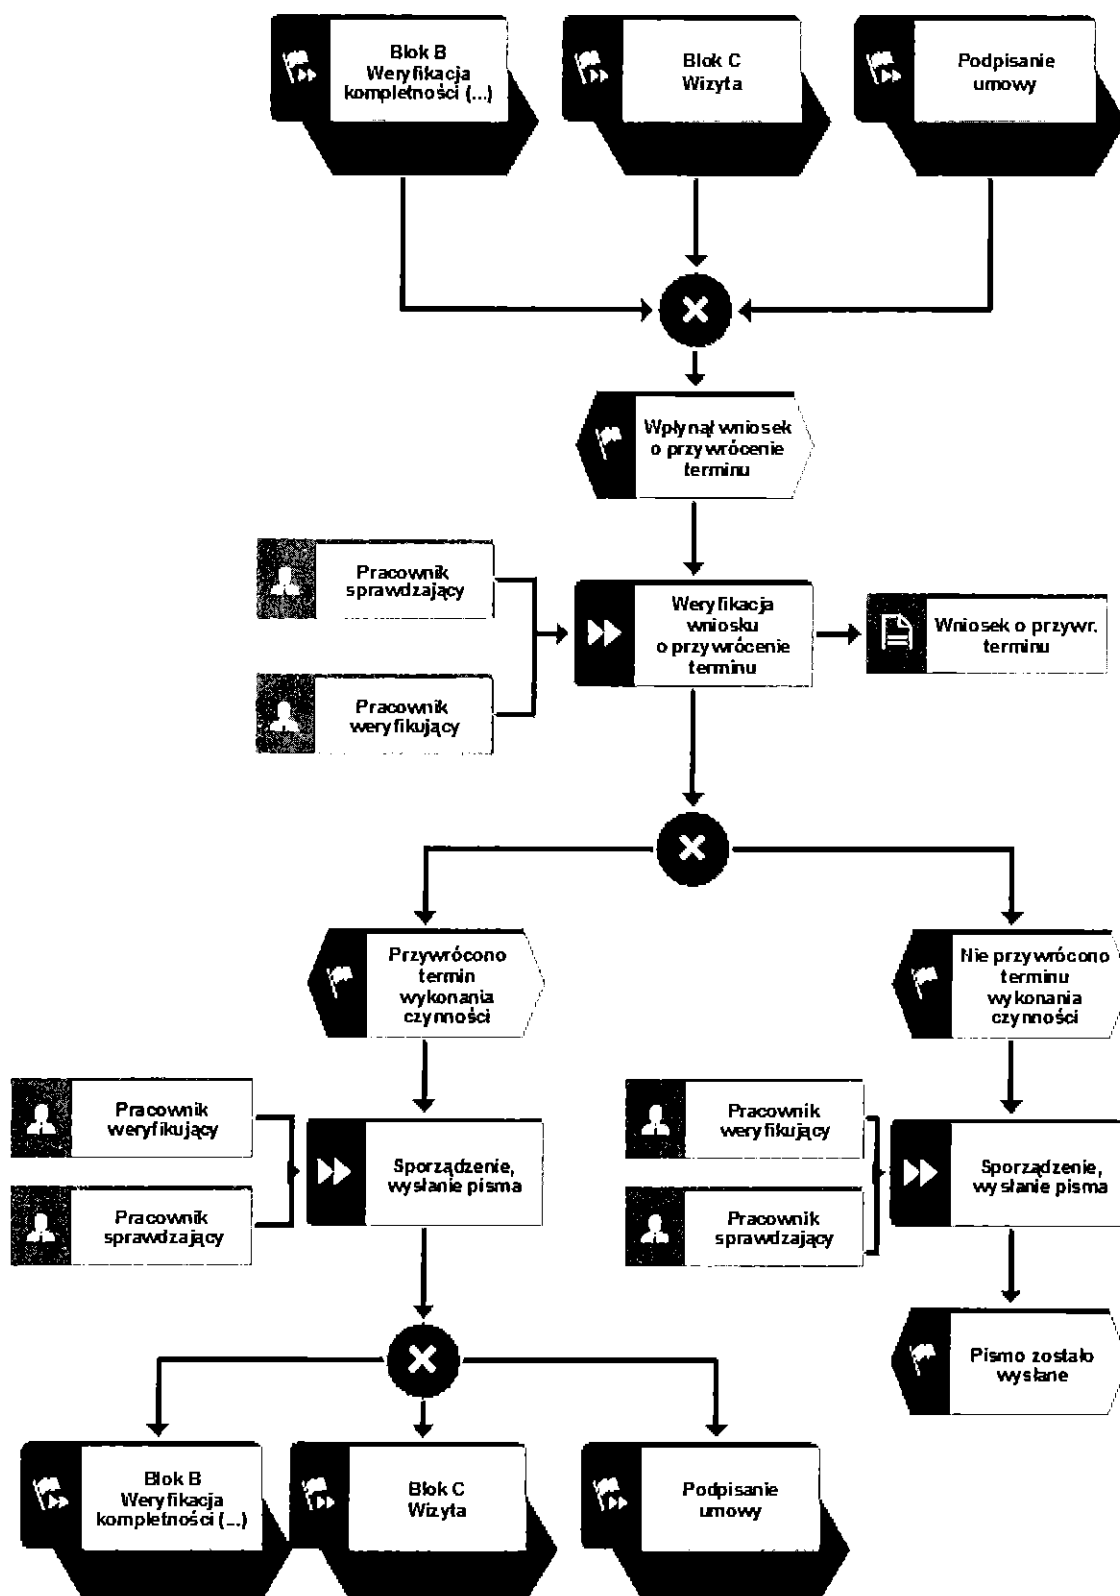 Blok B
Weryfikacja
kompletności (...)
Blok C
Wizyta
Podpisanie
umowy
Wpłynął wniosek
o przywrócenie
terminu
Pracownik
sprawdzający
Weryfikacja
wniosku
o przywrócenie
terminu
Wniosek o przywr.
terminu
Pracownik
weryfikujący
Przywrócono
termin
wykonania
czynności
Nie przywrócono
terminu
wykonania
czynności
Pracownik
weryfikujący
Sporządzenie,
wysłanie pisma
Pracownik
sprawdzający
Pracownik
weryfikujący
Sporządzenie,
wysłanie pisma
Pracownik
sprawdzający
Pismo zostało
wysłane
Blok B
Weryfikacja
kompletności (...)
Blok C
Wizyta
Podpisanie
umowy